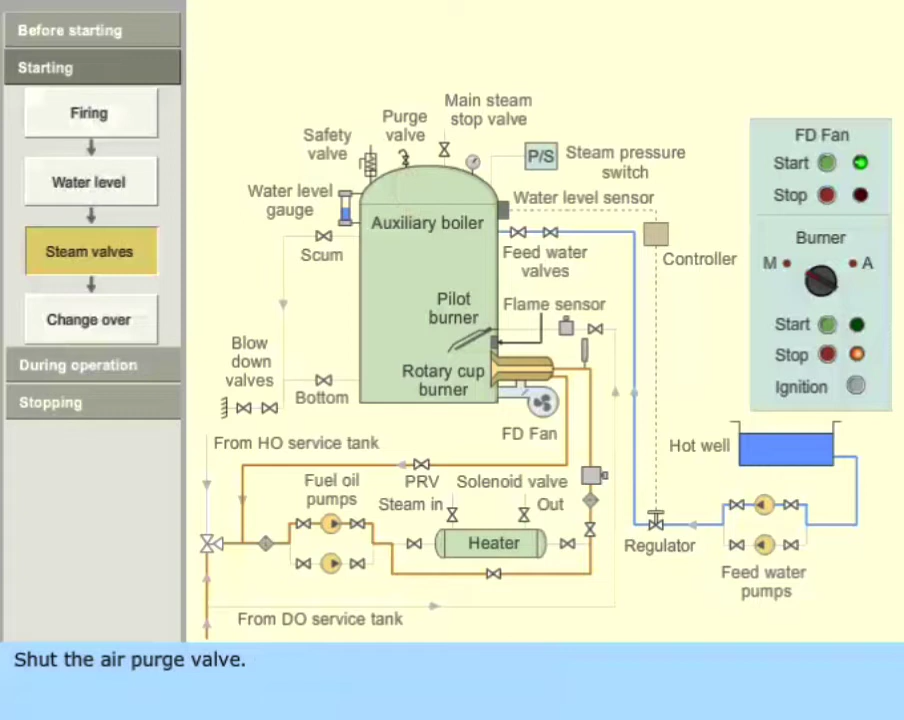 Before starting
Starting
Firing
Water level
Steam valves
Change over
During operation
Stopping
Main steam
stop valve
Purge
valve
Safety
valve
P/S
Steam pressure
switch
Water level
gauge
Water level sensor
Auxiliary boiler
Scum
Feed water
valves
Controller
Pilot
burner
Flame sensor
Blow
down
valves
Rotary cup
burner
Bottom
FD Fan
From HO service tank
Hot well
Fuel oil
pumps
PRV
Solenoid valve
Steam in
Out
Heater
Regulator
Feed water
pumps
From DO service tank
FD Fan
Start
Stop
Burner
M
A
Start
Stop
Ignition
Shut the air purge valve.